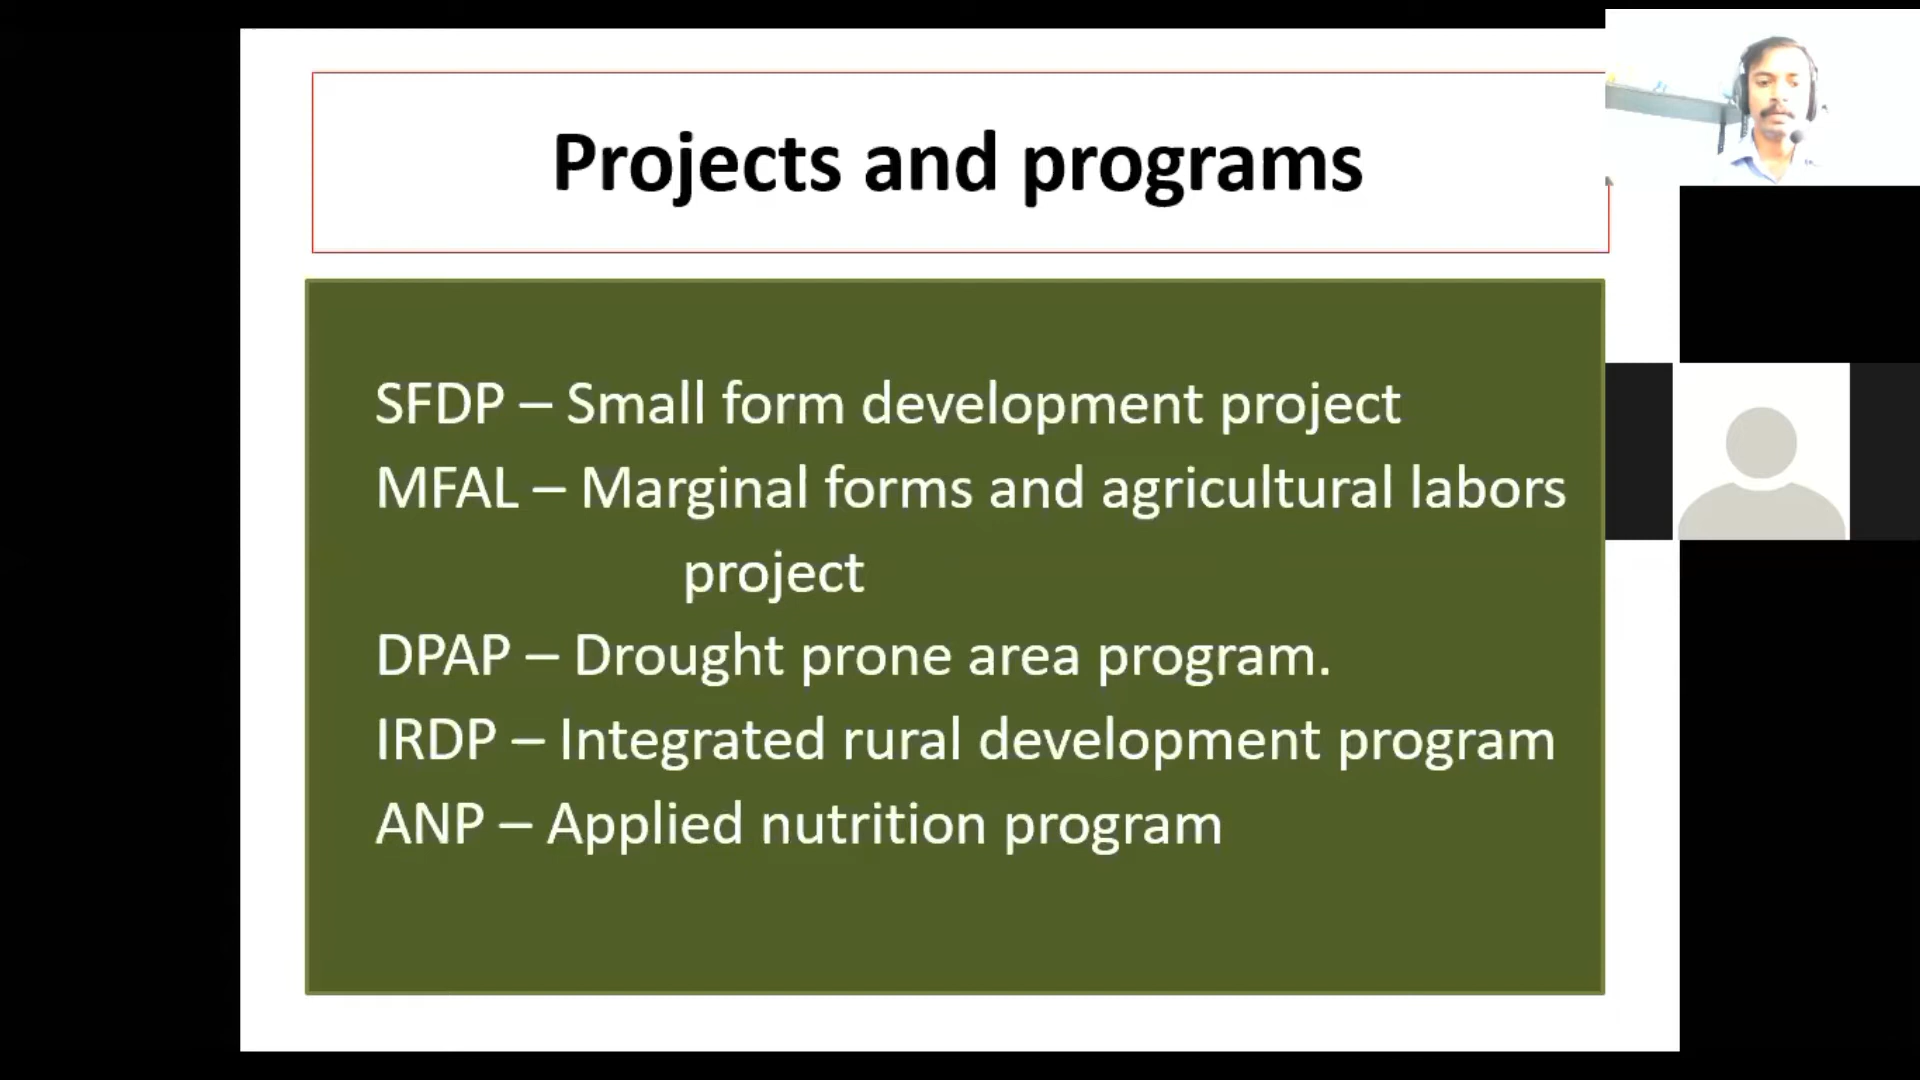 Projects and programs
SFDP – Small form development project
MFAL – Marginal forms and agricultural labors
project
DPAP – Drought prone area program.
IRDP – Integrated rural development program
ANP – Applied nutrition program